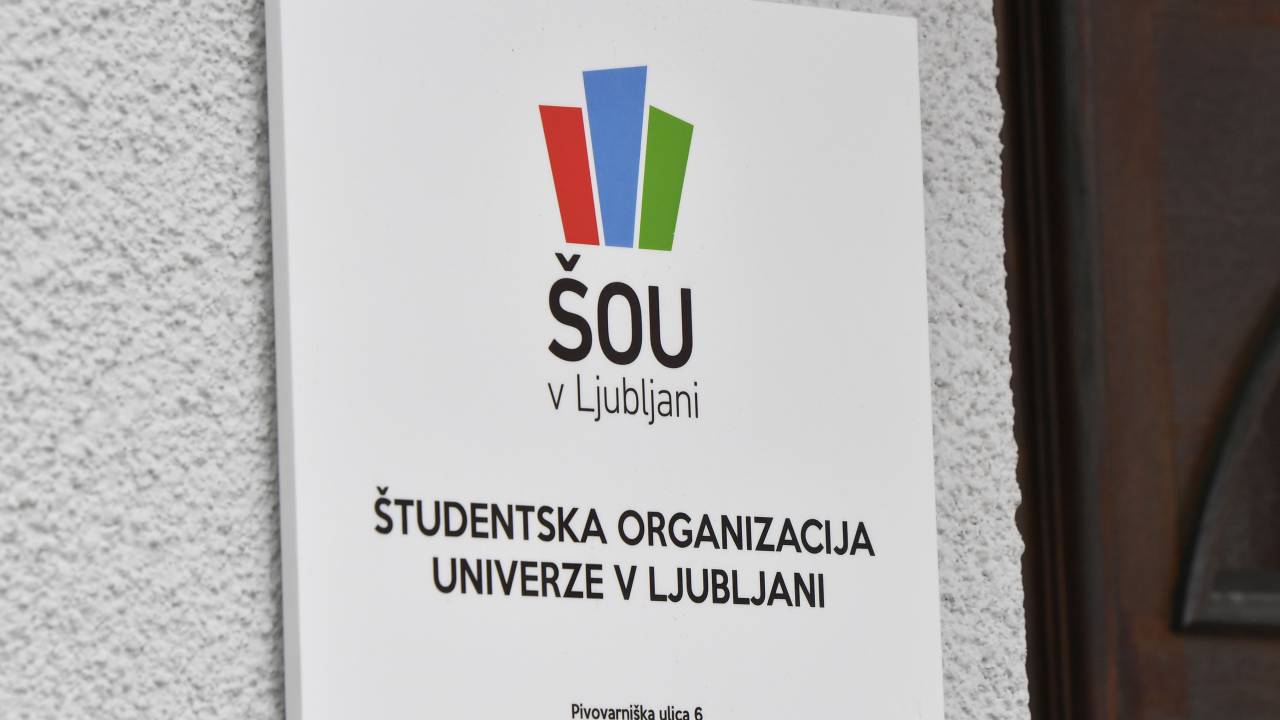 ŠOU
v Ljubljani
ŠTUDENTSKA ORGANIZACIJA
UNIVERZE V LJUBLJANI
Pivovarniška ulica 6